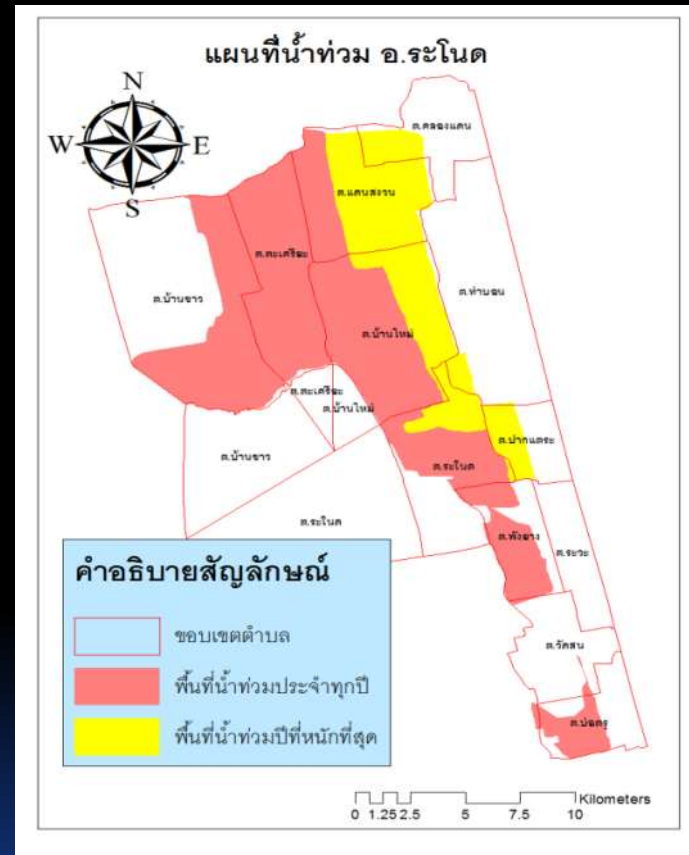 แผนที่น้ำท่วม อ.ระโนด
N
W E
S
ต.คลองแดน
ต.แดนสงวน
ต.ตะเครียะ
ต.บ้านขาว
ต.ท่าบอน
ต.บ้านใหม่
ต.ตะเครียะ
ต.บ้านใหม่
ต.ปากแตระ
ต.บ้านขาว
ต.ระโนด
ต.ระโนด
ต.พังยาง
ต.ระวะ
ต.วัดสน
ต.บ่อตรุ
คำอธิบายสัญลักษณ์
ขอบเขตตำบล
พื้นที่น้ำท่วมประจำทุกปี
พื้นที่น้ำท่วมปีที่หนักที่สุด
Kilometers
0 1.25 2.5 5 7.5 10